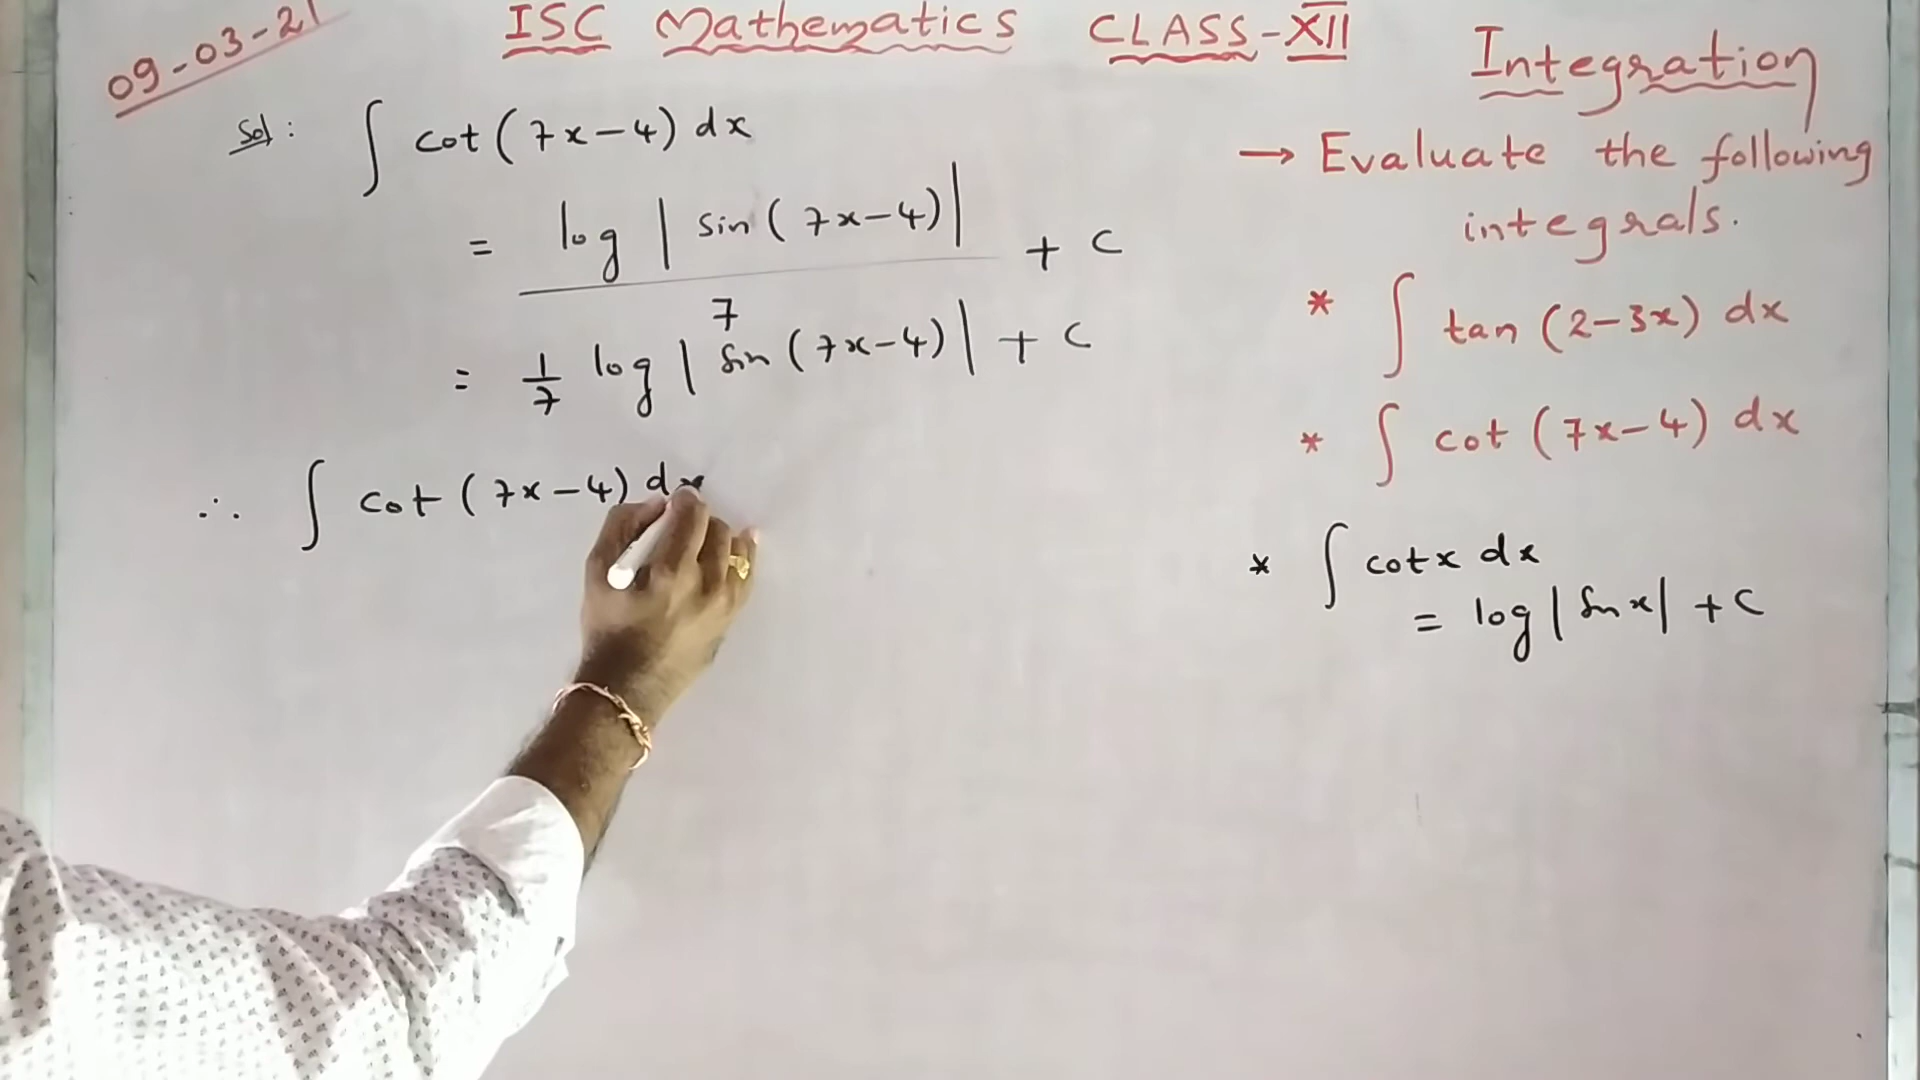 09-03-21
ISC Mathematics CLASS-XII
Integration
Sol : ∫ cot (7x-4) dx
= log | sin (7x-4)| / 7 + C
= 1/7 log | sin (7x-4)| + C
∴ ∫ cot (7x-4) dx
→ Evaluate the following
integrals.
* ∫ tan (2-3x) dx
* ∫ cot (7x-4) dx
* ∫ cotx dx
= log | sin x| + C